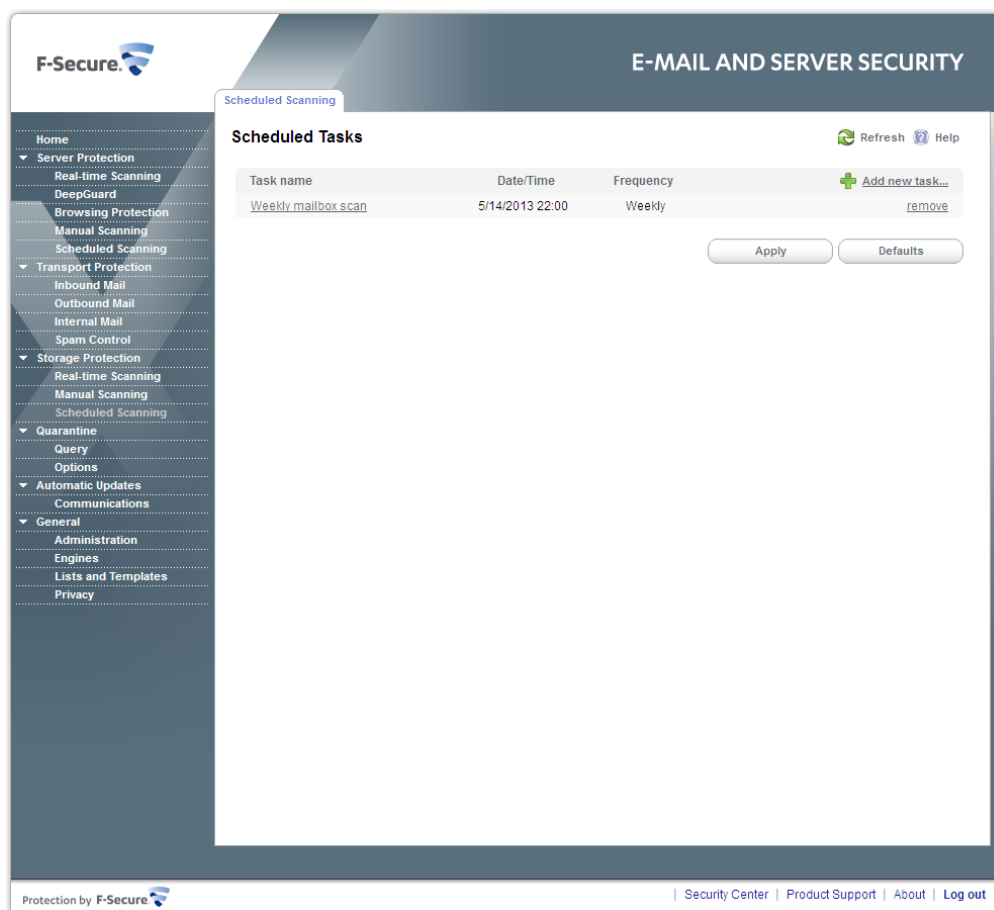 F-Secure.
E-MAIL AND SERVER SECURITY
Scheduled Scanning
Home
Server Protection
Real-time Scanning
DeepGuard
Browsing Protection
Manual Scanning
Scheduled Scanning
Transport Protection
Inbound Mail
Outbound Mail
Internal Mail
Spam Control
Storage Protection
Real-time Scanning
Manual Scanning
Scheduled Scanning
Quarantine
Query
Options
Automatic Updates
Communications
General
Administration
Engines
Lists and Templates
Privacy
Scheduled Tasks
Refresh Help
Task name Date/Time Frequency Add new task...
Weekly mailbox scan 5/14/2013 22:00 Weekly remove
Apply Defaults
Protection by F-Secure.
| Security Center | Product Support | About | Log out